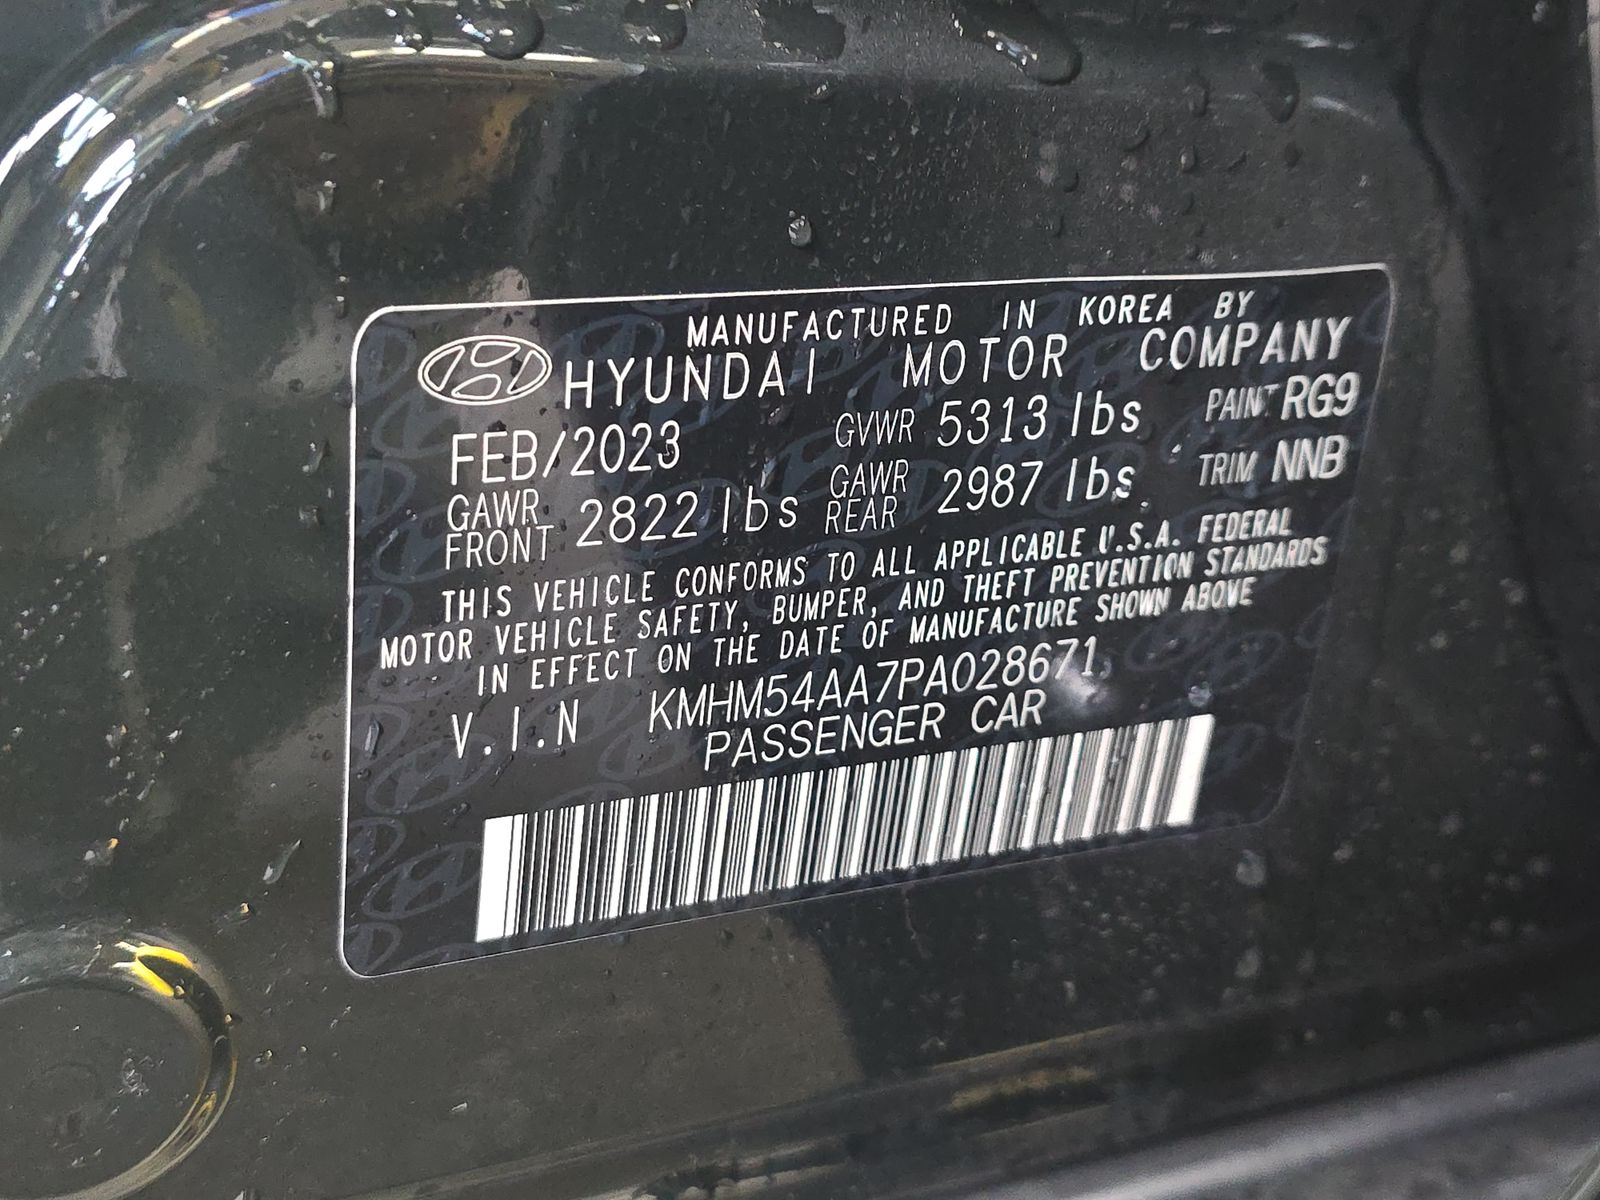 MANUFACTURED IN KOREA BY
HYUNDAI MOTOR COMPANY
FEB/2023 GVWR 5313 lbs PAINT RG9
GAWR FRONT 2822 lbs GAWR REAR 2987 lbs TRIM NNB
THIS VEHICLE CONFORMS TO ALL APPLICABLE U.S.A. FEDERAL
MOTOR VEHICLE SAFETY, BUMPER, AND THEFT PREVENTION STANDARDS
IN EFFECT ON THE DATE OF MANUFACTURE SHOWN ABOVE
V.I.N KMHM54AA7PA028671
PASSENGER CAR